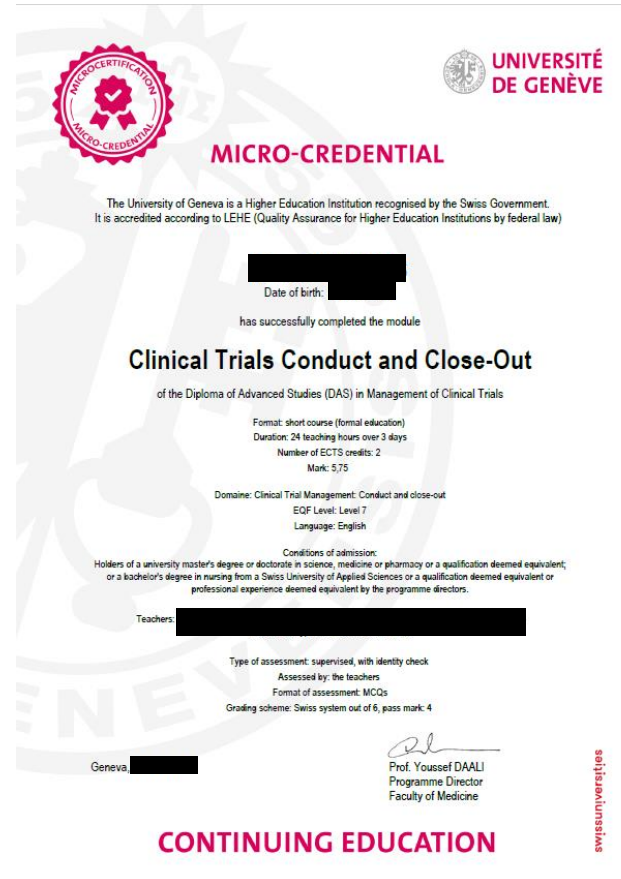 MICROCERTIFICATION
MICRO-CREDENTIAL
UNIVERSITÉ
DE GENÈVE
MICRO-CREDENTIAL
The University of Geneva is a Higher Education Institution recognised by the Swiss Government.
It is accredited according to LEHE (Quality Assurance for Higher Education Institutions by federal law)
Date of birth:
has successfully completed the module
Clinical Trials Conduct and Close-Out
of the Diploma of Advanced Studies (DAS) in Management of Clinical Trials
Format: short course (formal education)
Duration: 24 teaching hours over 3 days
Number of ECTS credits: 2
Mark: 5,75
Domaine: Clinical Trial Management: Conduct and close-out
EQF Level: Level 7
Language: English
Conditions of admission:
Holders of a university master's degree or doctorate in science, medicine or pharmacy or a qualification deemed equivalent;
or a bachelor's degree in nursing from a Swiss University of Applied Sciences or a qualification deemed equivalent or
professional experience deemed equivalent by the programme directors.
Teachers:
Type of assessment: supervised, with identity check
Assessed by: the teachers
Format of assessment: MCQs
Grading scheme: Swiss system out of 6, pass mark: 4
Geneva,
Prof. Youssef DAALI
Programme Director
Faculty of Medicine
swissuniversities
CONTINUING EDUCATION